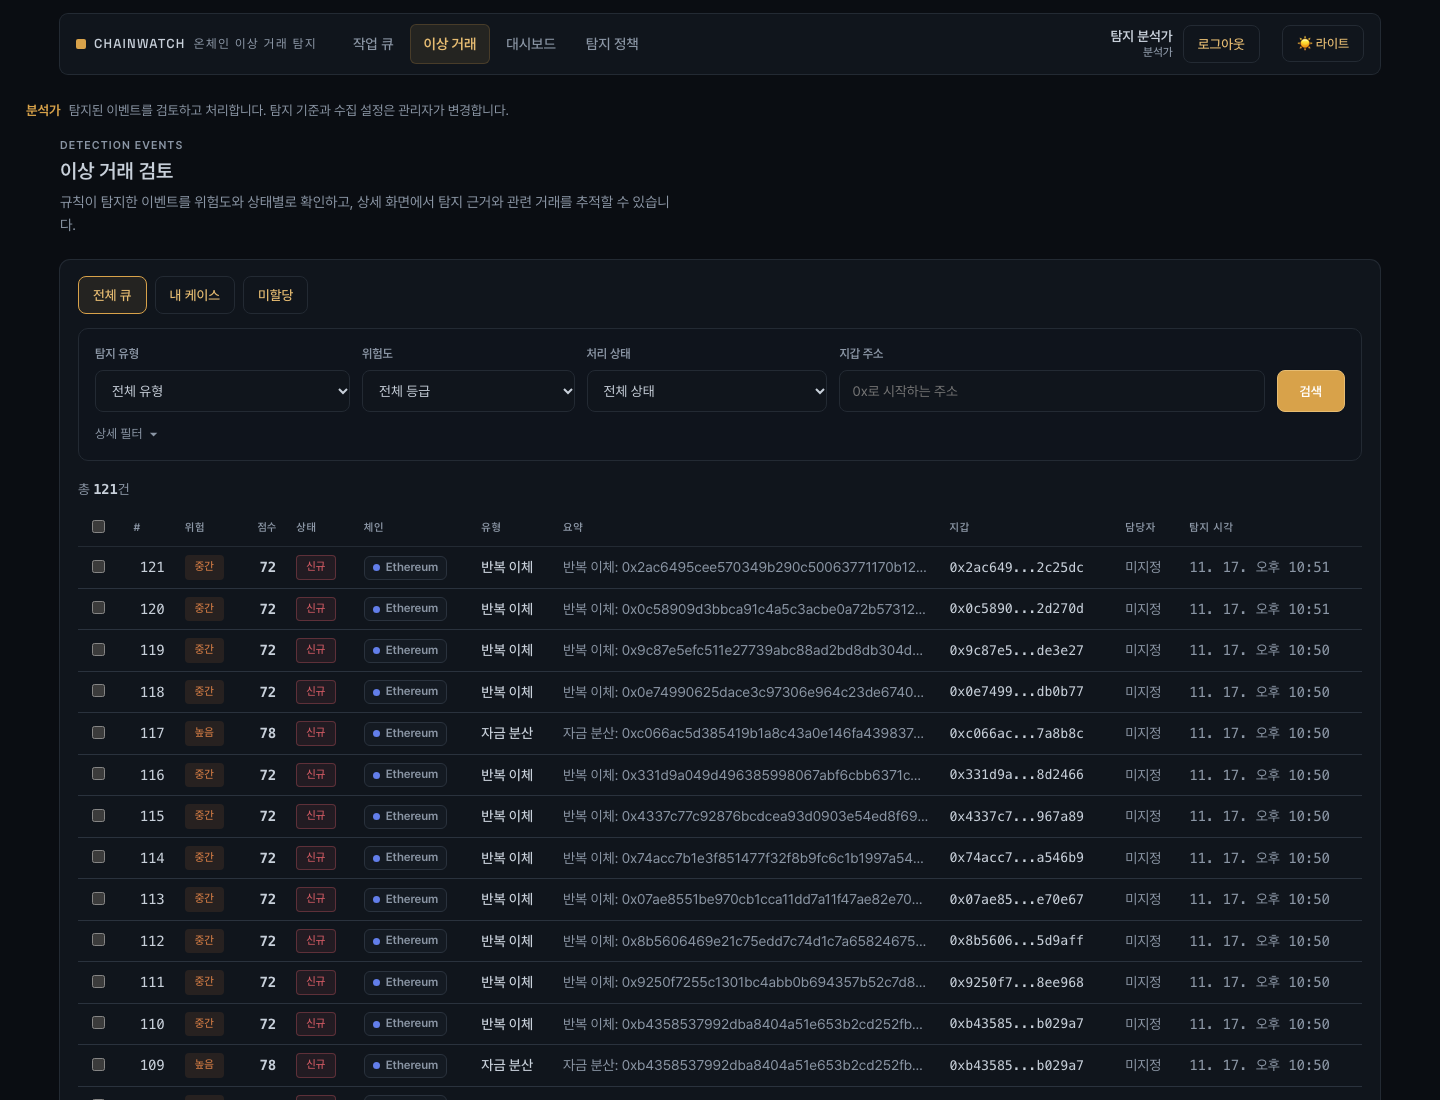 CHAINWATCH 온체인 이상 거래 탐지 작업 큐 이상 거래 대시보드 탐지 정책 탐지 분석가 분석가 로그아웃 ☀️ 라이트
분석가 탐지된 이벤트를 검토하고 처리합니다. 탐지 기준과 수집 설정은 관리자가 변경합니다.
DETECTION EVENTS
이상 거래 검토
규칙이 탐지한 이벤트를 위험도와 상태별로 확인하고, 상세 화면에서 탐지 근거와 관련 거래를 추적할 수 있습니
다.
전체 큐 내 케이스 미할당
탐지 유형 위험도 처리 상태 지갑 주소
전체 유형 전체 등급 전체 상태 0x로 시작하는 주소 검색
상세 필터
총 121건
# 위험 점수 상태 체인 유형 요약 지갑 담당자 탐지 시각
121 중간 72 신규 Ethereum 반복 이체 반복 이체: 0x2ac6495cee570349b290c50063771170b12... 0x2ac649...2c25dc 미지정 11. 17. 오후 10:51
120 중간 72 신규 Ethereum 반복 이체 반복 이체: 0x0c58909d3bbca91c4a5c3acbe0a72b57312... 0x0c5890...2d270d 미지정 11. 17. 오후 10:51
119 중간 72 신규 Ethereum 반복 이체 반복 이체: 0x9c87e5efc511e27739abc88ad2bd8db304d... 0x9c87e5...de3e27 미지정 11. 17. 오후 10:50
118 중간 72 신규 Ethereum 반복 이체 반복 이체: 0x0e74990625dace3c97306e964c23de6740... 0x0e7499...db0b77 미지정 11. 17. 오후 10:50
117 높음 78 신규 Ethereum 자금 분산 자금 분산: 0xc066ac5d385419b1a8c43a0e146fa439837... 0xc066ac...7a8b8c 미지정 11. 17. 오후 10:50
116 중간 72 신규 Ethereum 반복 이체 반복 이체: 0x331d9a049d496385998067abf6cbb6371c... 0x331d9a...8d2466 미지정 11. 17. 오후 10:50
115 중간 72 신규 Ethereum 반복 이체 반복 이체: 0x4337c77c92876bcdcea93d0903e54ed8f69... 0x4337c7...967a89 미지정 11. 17. 오후 10:50
114 중간 72 신규 Ethereum 반복 이체 반복 이체: 0x74acc7b1e3f851477f32f8b9fc6c1b1997a54... 0x74acc7...a546b9 미지정 11. 17. 오후 10:50
113 중간 72 신규 Ethereum 반복 이체 반복 이체: 0x07ae8551be970cb1cca11dd7a11f47ae82e70... 0x07ae85...e70e67 미지정 11. 17. 오후 10:50
112 중간 72 신규 Ethereum 반복 이체 반복 이체: 0x8b5606469e21c75edd7c74d1c7a65824675... 0x8b5606...5d9aff 미지정 11. 17. 오후 10:50
111 중간 72 신규 Ethereum 반복 이체 반복 이체: 0x9250f7255c1301bc4abb0b694357b52c7d8... 0x9250f7...8ee968 미지정 11. 17. 오후 10:50
110 중간 72 신규 Ethereum 반복 이체 반복 이체: 0xb4358537992dba8404a51e653b2cd252fb... 0xb43585...b029a7 미지정 11. 17. 오후 10:50
109 높음 78 신규 Ethereum 자금 분산 자금 분산: 0xb4358537992dba8404a51e653b2cd252fb... 0xb43585...b029a7 미지정 11. 17. 오후 10:50